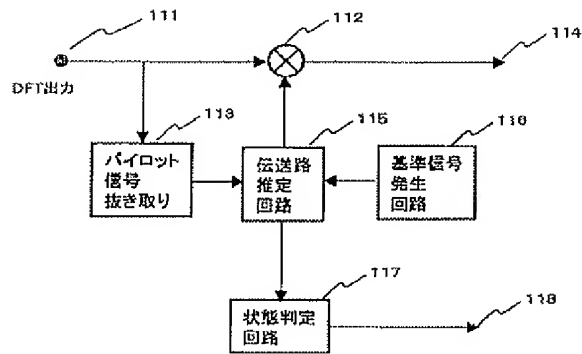 111
112
114
DFT出力
113
115
116
パイロット
信号
抜き取り
伝送路
推定
回路
基準信号
発生
回路
117
状態判定
回路
118